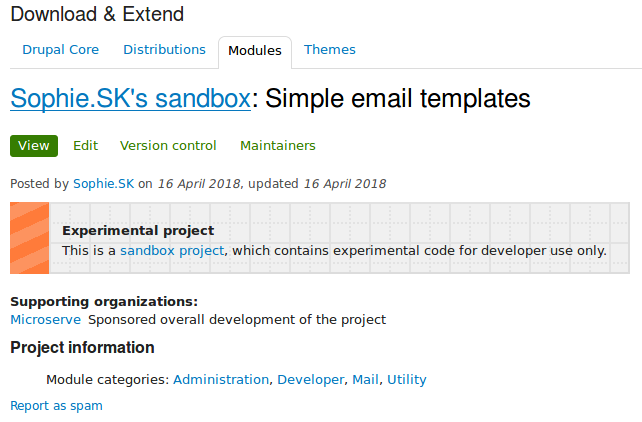 Download & Extend
Drupal Core Distributions Modules Themes
Sophie.SK's sandbox: Simple email templates
View Edit Version control Maintainers
Posted by Sophie.SK on 16 April 2018, updated 16 April 2018
Experimental project
This is a sandbox project, which contains experimental code for developer use only.
Supporting organizations:
Microserve Sponsored overall development of the project
Project information
Module categories: Administration, Developer, Mail, Utility
Report as spam